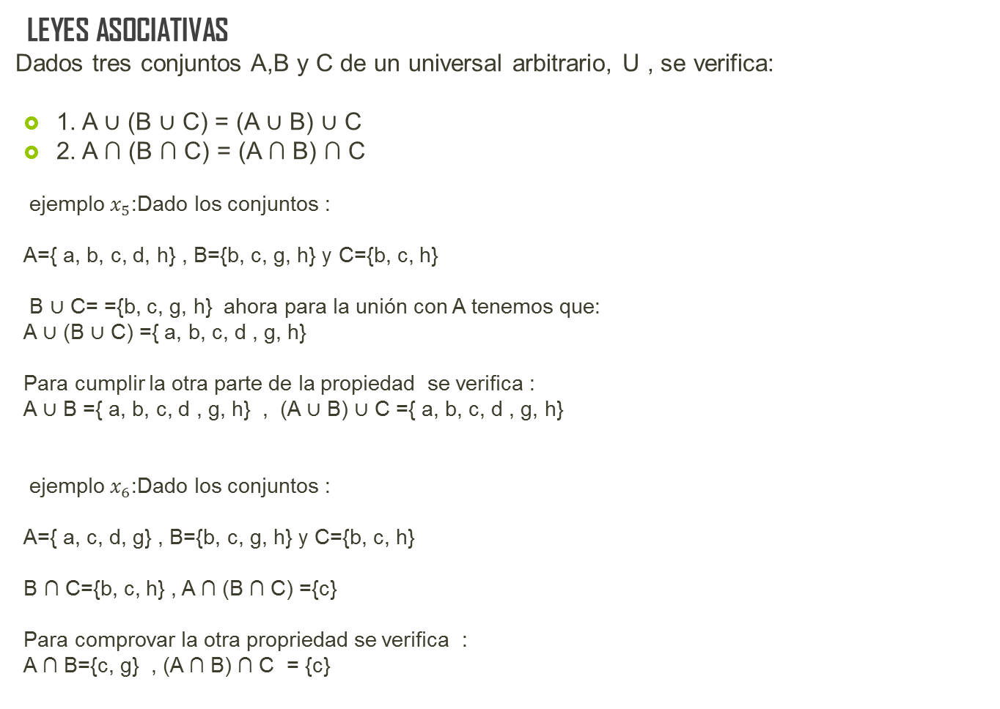 LEYES ASOCIATIVAS
Dados tres conjuntos A,B y C de un universal arbitrario, U , se verifica:
1. A ∪ (B ∪ C) = (A ∪ B) ∪ C
2. A ∩ (B ∩ C) = (A ∩ B) ∩ C
ejemplo 𝑥₅:Dado los conjuntos :
A={ a, b, c, d, h} , B={b, c, g, h} y C={b, c, h}
B ∪ C= ={b, c, g, h} ahora para la unión con A tenemos que:
A ∪ (B ∪ C) ={ a, b, c, d , g, h}
Para cumplir la otra parte de la propiedad se verifica :
A ∪ B ={ a, b, c, d , g, h} , (A ∪ B) ∪ C ={ a, b, c, d , g, h}
ejemplo 𝑥₆:Dado los conjuntos :
A={ a, c, d, g} , B={b, c, g, h} y C={b, c, h}
B ∩ C={b, c, h} , A ∩ (B ∩ C) ={c}
Para comprovar la otra propriedad se verifica :
A ∩ B={c, g} , (A ∩ B) ∩ C = {c}